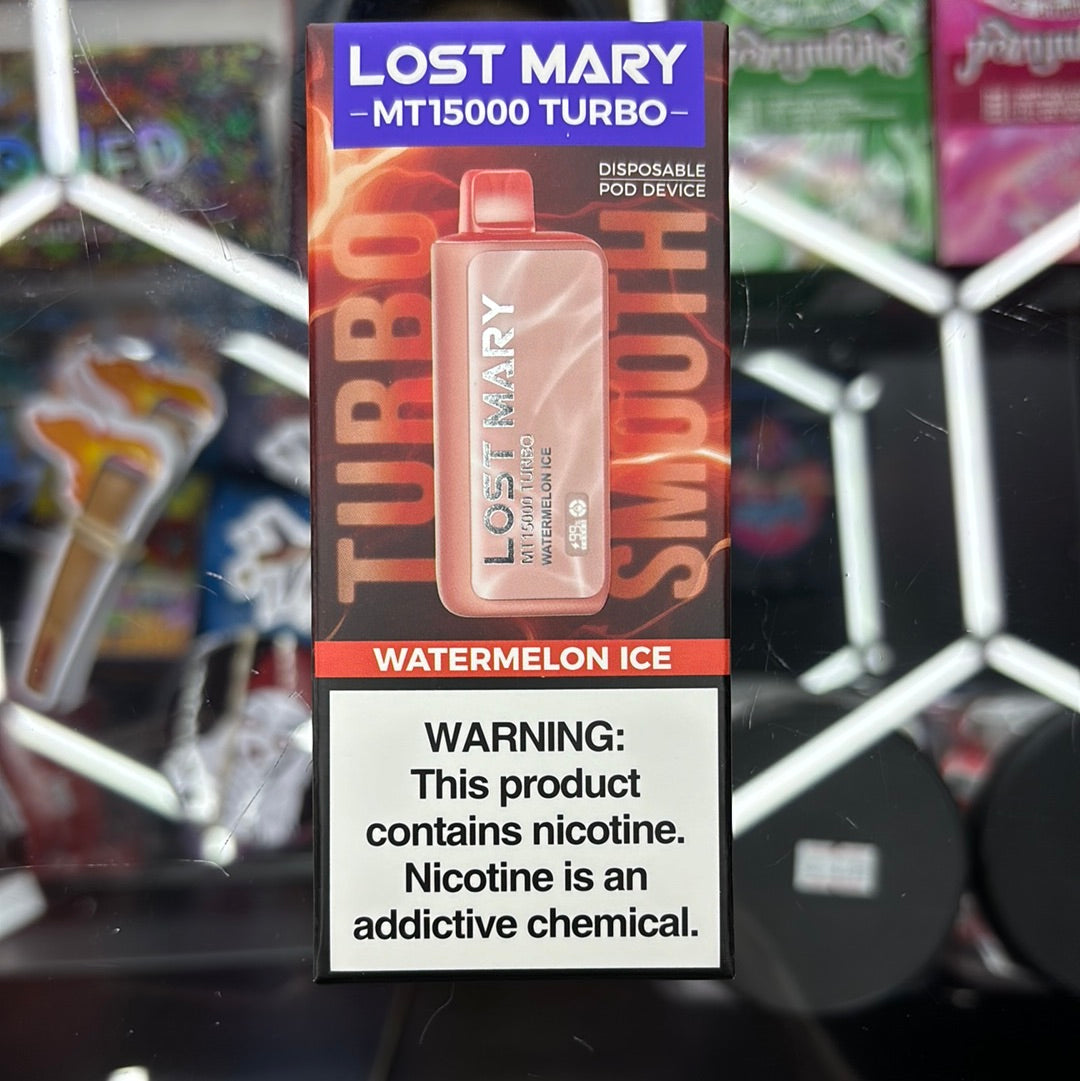 LOST MARY
-MT15000 TURBO-
DISPOSABLE
POD DEVICE
TURBO
SMOOTH
LOST MARY
MT15000 TURBO
WATERMELON ICE
99
WATERMELON ICE
WARNING:
This product
contains nicotine.
Nicotine is an
addictive chemical.